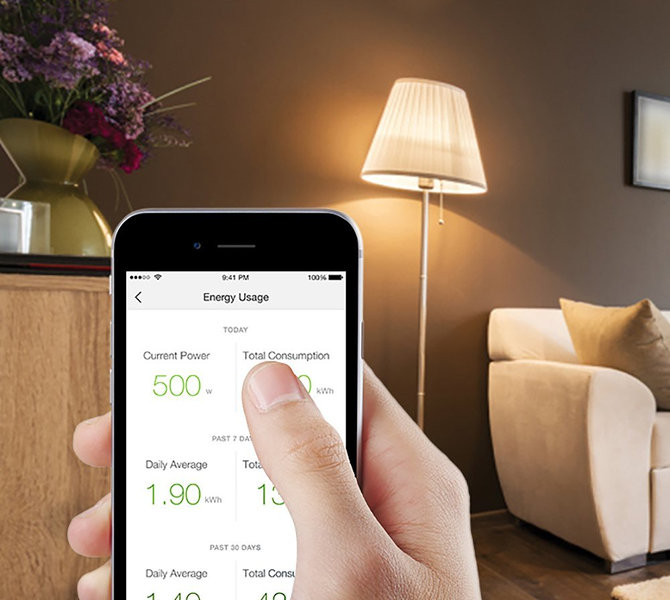 9:41 PM 100%
Energy Usage
TODAY
Current Power Total Consumption
500 w kWh
PAST 7
Daily Average
1.90 kWh
PAST 30 DAYS
Daily Average Total